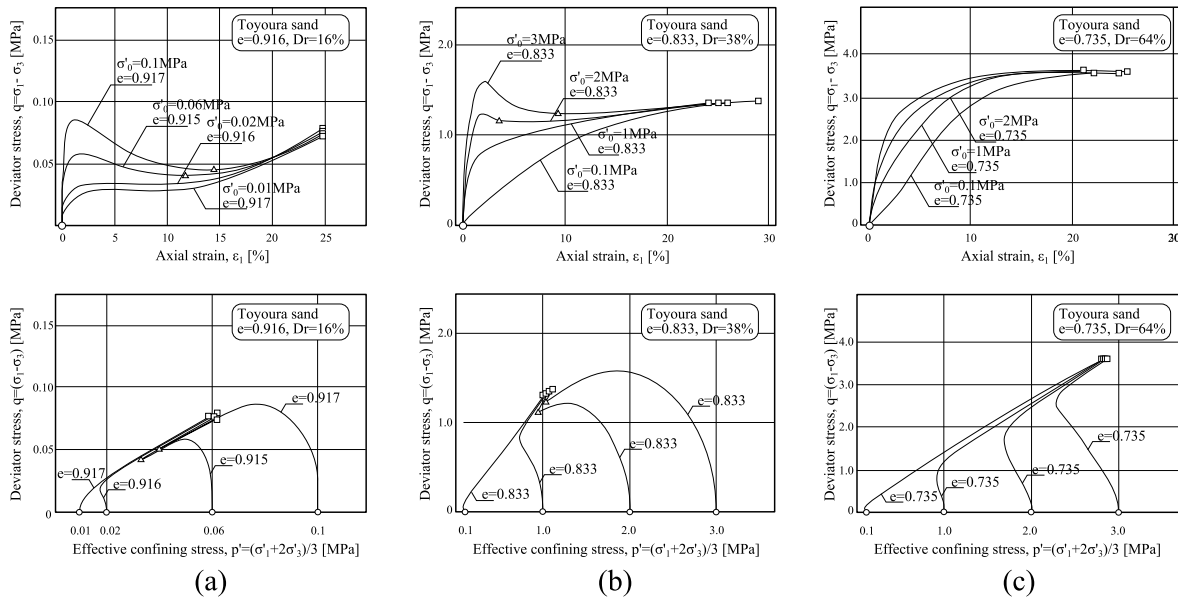 Toyoura sand
e=0.916, Dr=16%
σ'0=0.1MPa
e=0.917
σ'0=0.06MPa
e=0.915
σ'0=0.02MPa
e=0.916
σ'0=0.01MPa
e=0.917
0.15
0.10
0.05
0
0
5
10
15
20
25
Deviator stress, q=σ1- σ3 [MPa]
Axial strain, ε1 [%]
Toyoura sand
e=0.833, Dr=38%
σ'0=3MPa
e=0.833
σ'0=2MPa
e=0.833
σ'0=1MPa
e=0.833
σ'0=0.1MPa
e=0.833
2.0
1.0
0
0
10
20
30
Deviator stress, q=σ1- σ3 [MPa]
Axial strain, ε1 [%]
Toyoura sand
e=0.735, Dr=64%
σ'0=2MPa
e=0.735
σ'0=1MPa
e=0.735
σ'0=0.1MPa
e=0.735
4.0
3.0
2.0
1.0
0
0
10
20
30
Deviator stress, q=σ1- σ3 [MPa]
Axial strain, ε1 [%]
Toyoura sand
e=0.916, Dr=16%
e=0.917
e=0.915
e=0.917
e=0.916
0.15
0.10
0.05
0
0.01
0.02
0.06
0.1
Deviator stress, q=(σ1-σ3) [MPa]
Effective confining stress, p'=(σ'1+2σ'3)/3 [MPa]
(a)
Toyoura sand
e=0.833, Dr=38%
e=0.833
e=0.833
e=0.833
e=0.833
2.0
1.0
0
0.1
1.0
2.0
3.0
Deviator stress, q=(σ1-σ3) [MPa]
Effective confining stress, p'=(σ'1+2σ'3)/3 [MPa]
(b)
Toyoura sand
e=0.735, Dr=64%
e=0.735
e=0.735
e=0.735
e=0.735
4.0
3.0
2.0
1.0
0
0.1
1.0
2.0
3.0
Deviator stress, q=(σ1-σ3) [MPa]
Effective confining stress, p'=(σ'1+2σ'3)/3 [MPa]
(c)